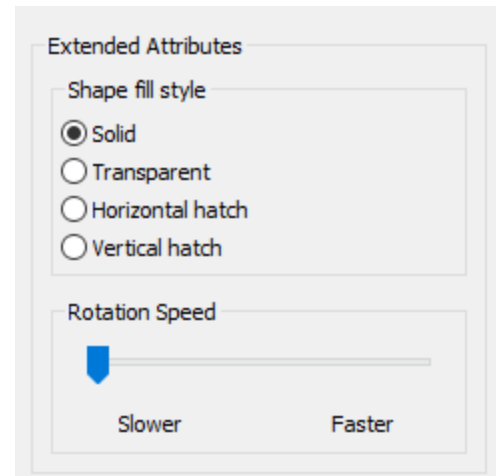 Extended Attributes
Shape fill style
Solid
Transparent
Horizontal hatch
Vertical hatch
Rotation Speed
Slower Faster